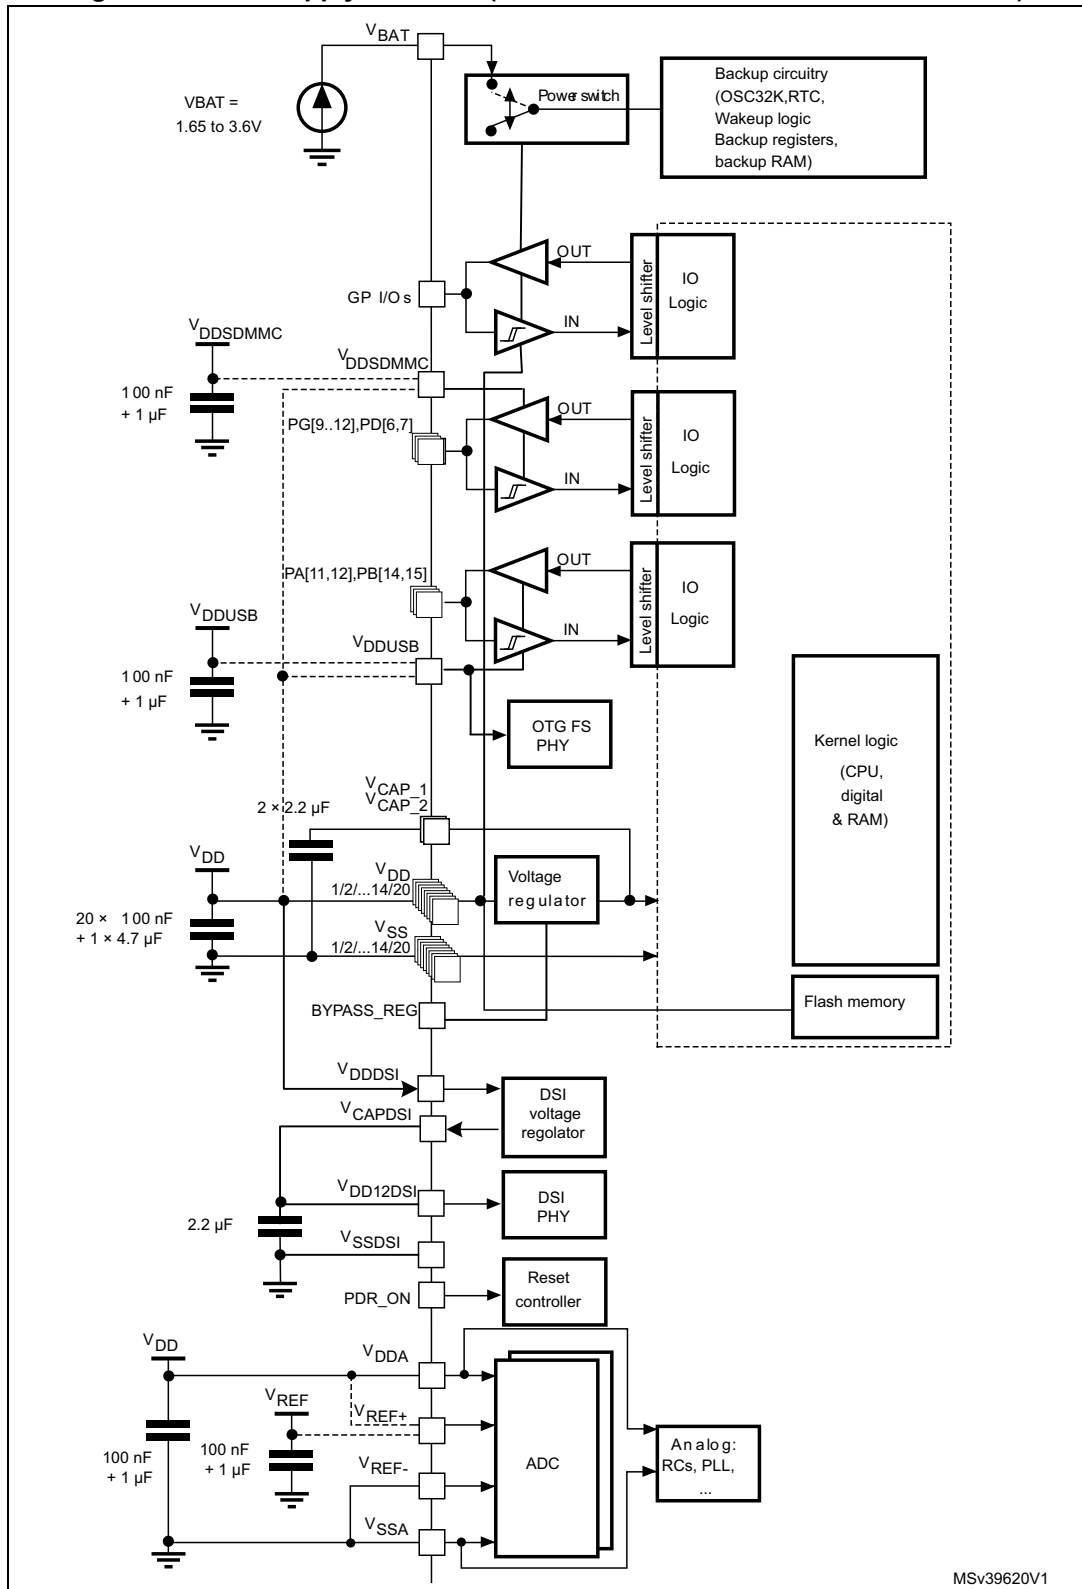 VBAT
VBAT =
1.65 to 3.6V
Power switch
Backup circuitry
(OSC32K,RTC,
Wakeup logic
Backup registers,
backup RAM)
OUT
GP I/Os
IN
Level shifter
IO
Logic
VDDSDMMC
VDDSDMMC
100 nF
+ 1 µF
PG[9..12],PD[6,7]
OUT
IN
Level shifter
IO
Logic
PA[11,12],PB[14,15]
OUT
IN
Level shifter
IO
Logic
VDDUSB
VDDUSB
100 nF
+ 1 µF
OTG FS
PHY
Kernel logic
(CPU,
digital
& RAM)
VCAP_1
VCAP_2
2 × 2.2 µF
VDD
VDD
1/2/...14/20
Voltage
regulator
20 × 100 nF
+ 1 × 4.7 µF
VSS
1/2/...14/20
BYPASS_REG
Flash memory
VDDDSI
VCAPDSI
DSI
voltage
regolator
VDD12DSI
DSI
PHY
2.2 µF
VSSDSI
PDR_ON
Reset
controller
VDD
VDDA
VREF
VREF+
100 nF
+ 1 µF
100 nF
+ 1 µF
VREF-
ADC
Analog:
RCs, PLL,
...
VSSA
MSv39620V1